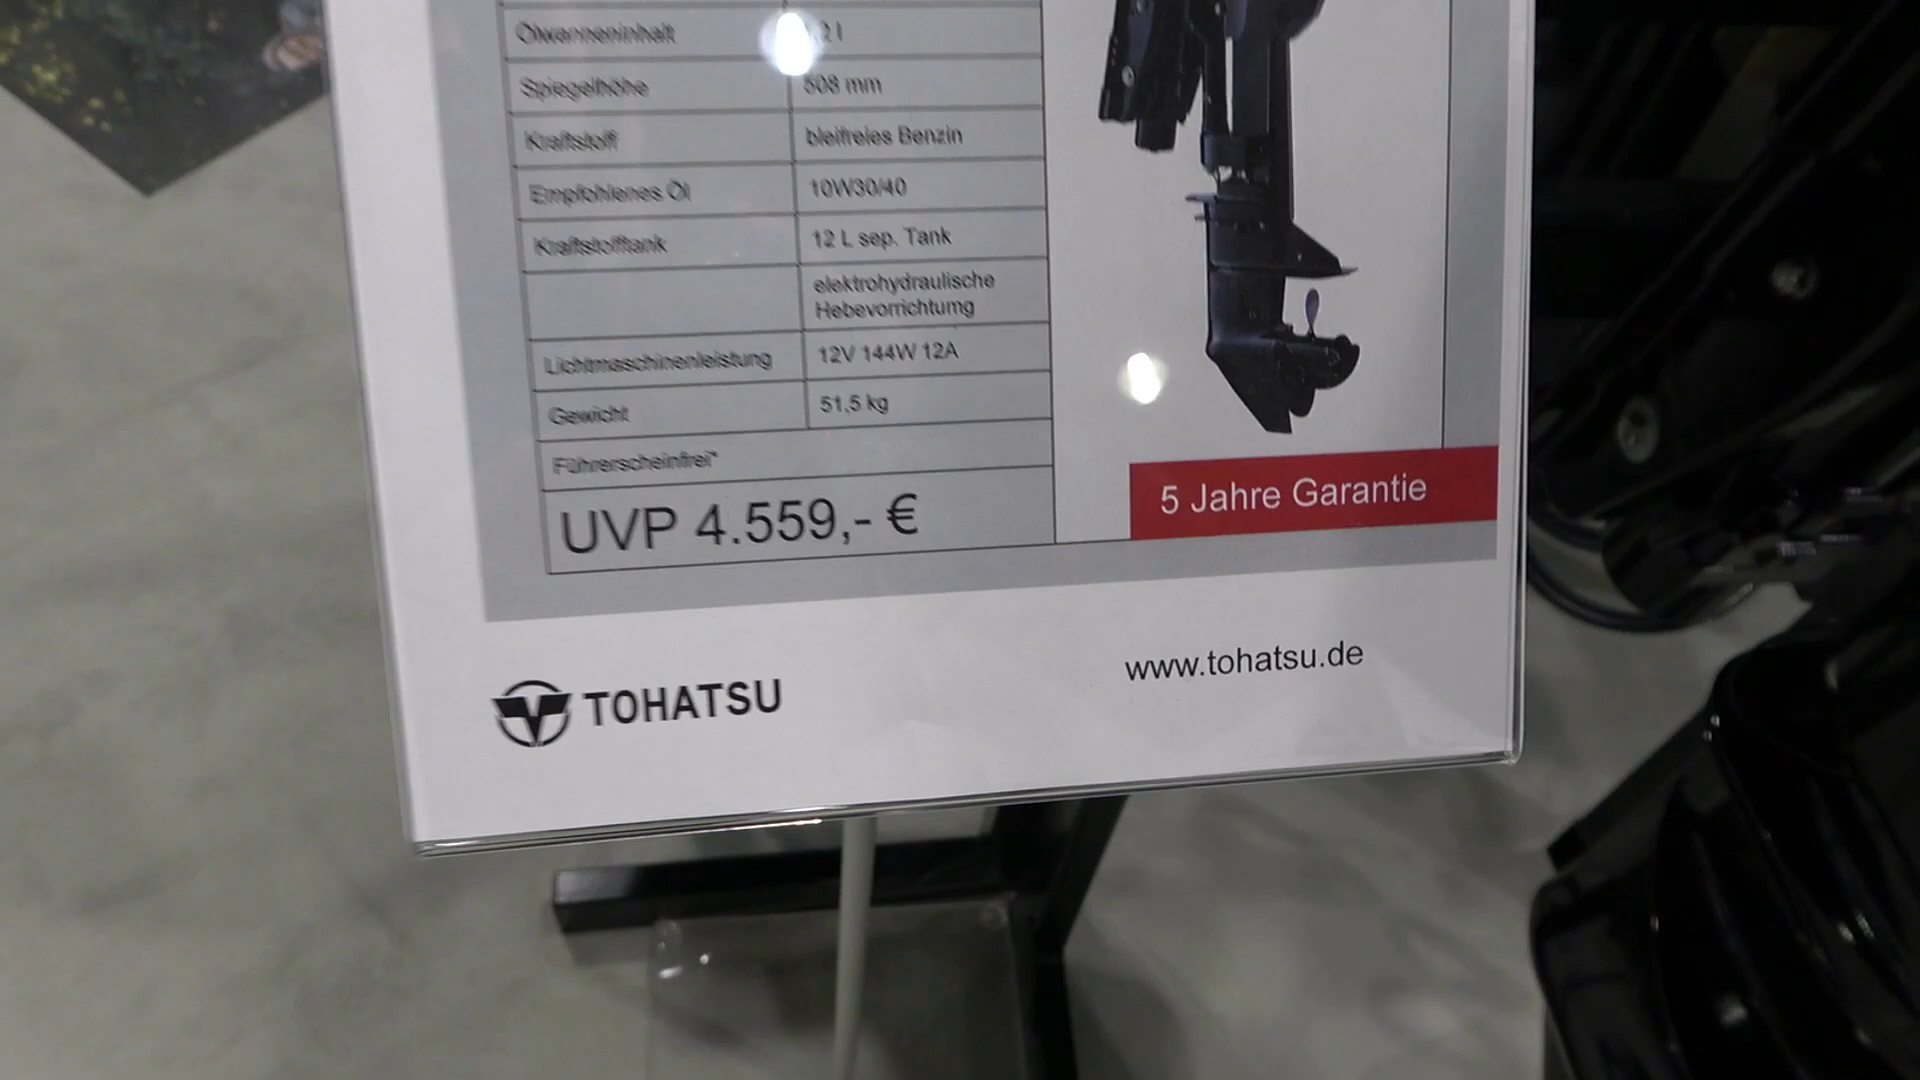 Ölwanneninhalt
Spiegelhöhe 508 mm
Kraftstoff bleifreies Benzin
Empfohlenes Öl 10W30/40
Kraftstofftank 12 L sep. Tank
elektrohydraulische
Hebevorrichtumg
Lichtmaschinenleistung 12V 144W 12A
Gewicht 51,5 kg
Führerscheinfrei*
UVP 4.559,- €
5 Jahre Garantie
TOHATSU
www.tohatsu.de